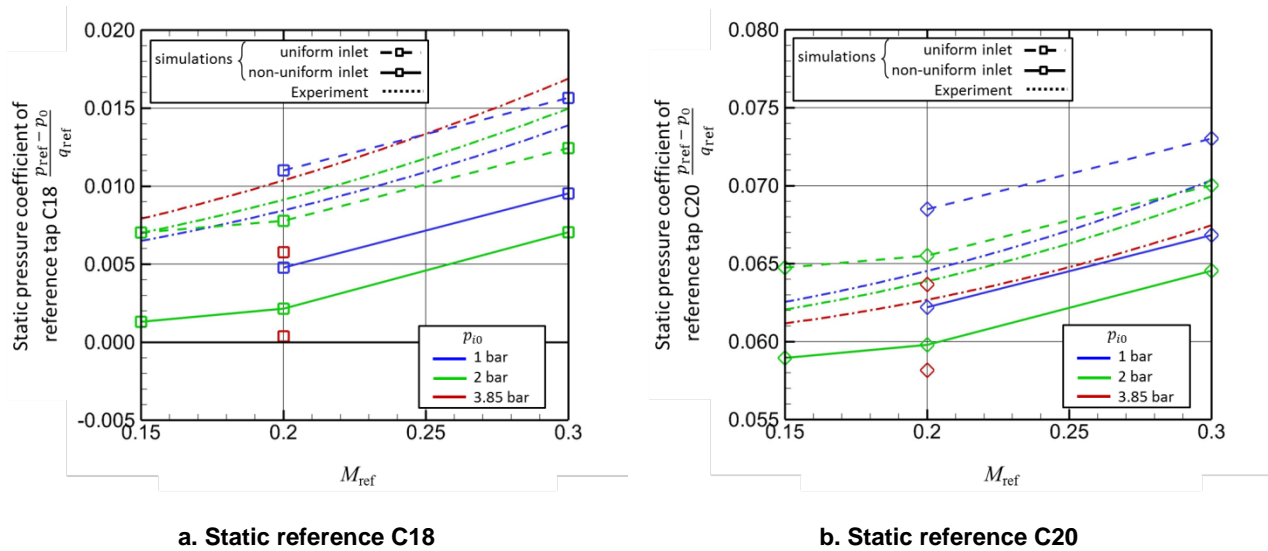 0.020
0.015
0.010
0.005
0.000
-0.005
0.15
0.2
0.25
0.3
Static pressure coefficient of
reference tap C18 (p_ref − p_0)/q_ref
simulations { uniform inlet
non-uniform inlet
Experiment
p_i0
1 bar
2 bar
3.85 bar
M_ref
a. Static reference C18
0.080
0.075
0.070
0.065
0.060
0.055
0.15
0.2
0.25
0.3
Static pressure coefficient of
reference tap C20 (p_ref − p_0)/q_ref
simulations { uniform inlet
non-uniform inlet
Experiment
p_i0
1 bar
2 bar
3.85 bar
M_ref
b. Static reference C20